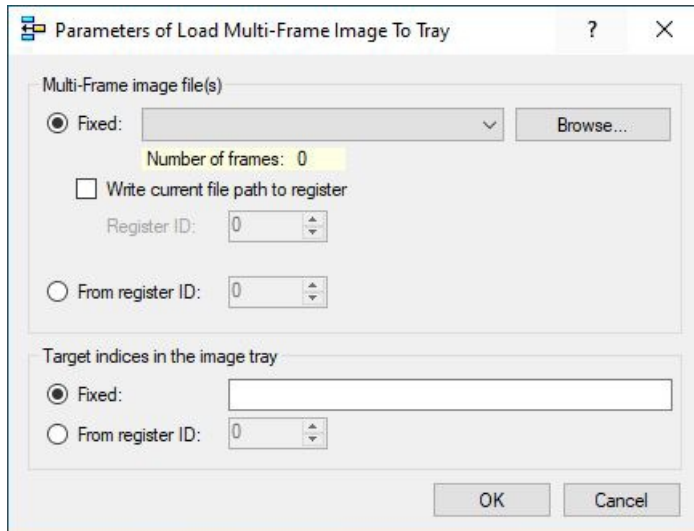 Parameters of Load Multi-Frame Image To Tray ?
Multi-Frame image file(s)
Fixed: Browse...
Number of frames: 0
Write current file path to register
Register ID: 0
From register ID: 0
Target indices in the image tray
Fixed:
From register ID: 0
OK Cancel